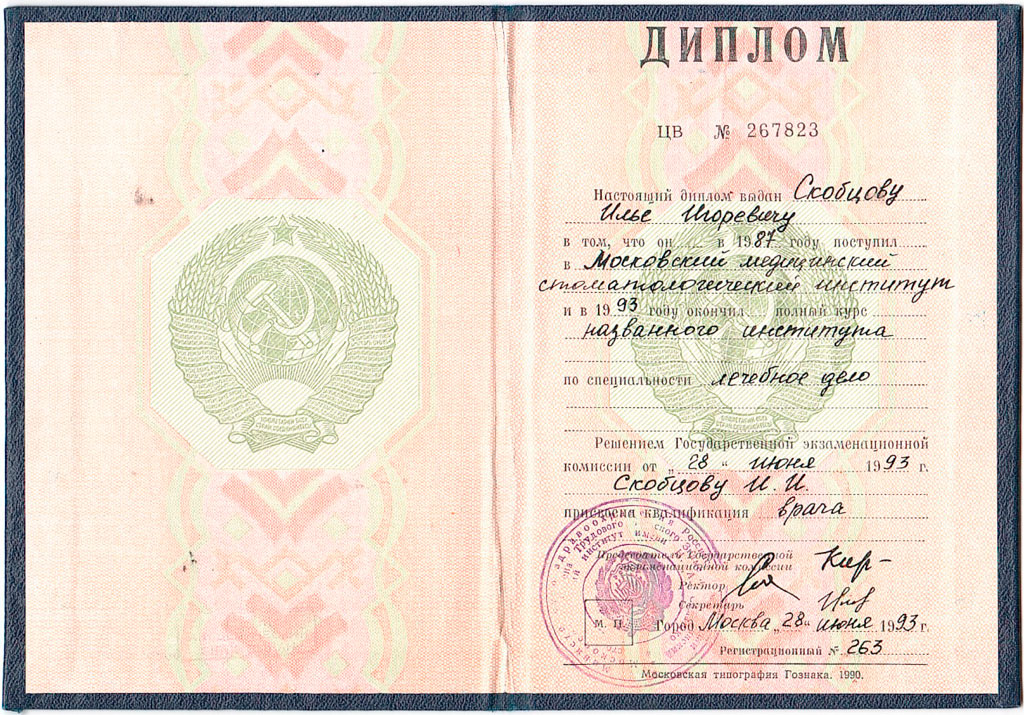 ДИПЛОМ
ЦВ № 267823
Настоящий диплом выдан Скобцову
Илье Игоревичу
в том, что он в 1987 году поступил
в Московский медицинский
стоматологический институт
и в 1993 году окончил полный курс
названного института
по специальности лечебное дело
Решением Государственной экзаменационной
комиссии от „28“ июня 1993 г.
Скобцову И. И.
присвоена квалификация врача
Председатель Государственной
экзаменационной комиссии
Ректор
Секретарь
М. П. Город Москва „28“ июня 1993 г.
Регистрационный № 263
Московская типография Гознака. 1990.